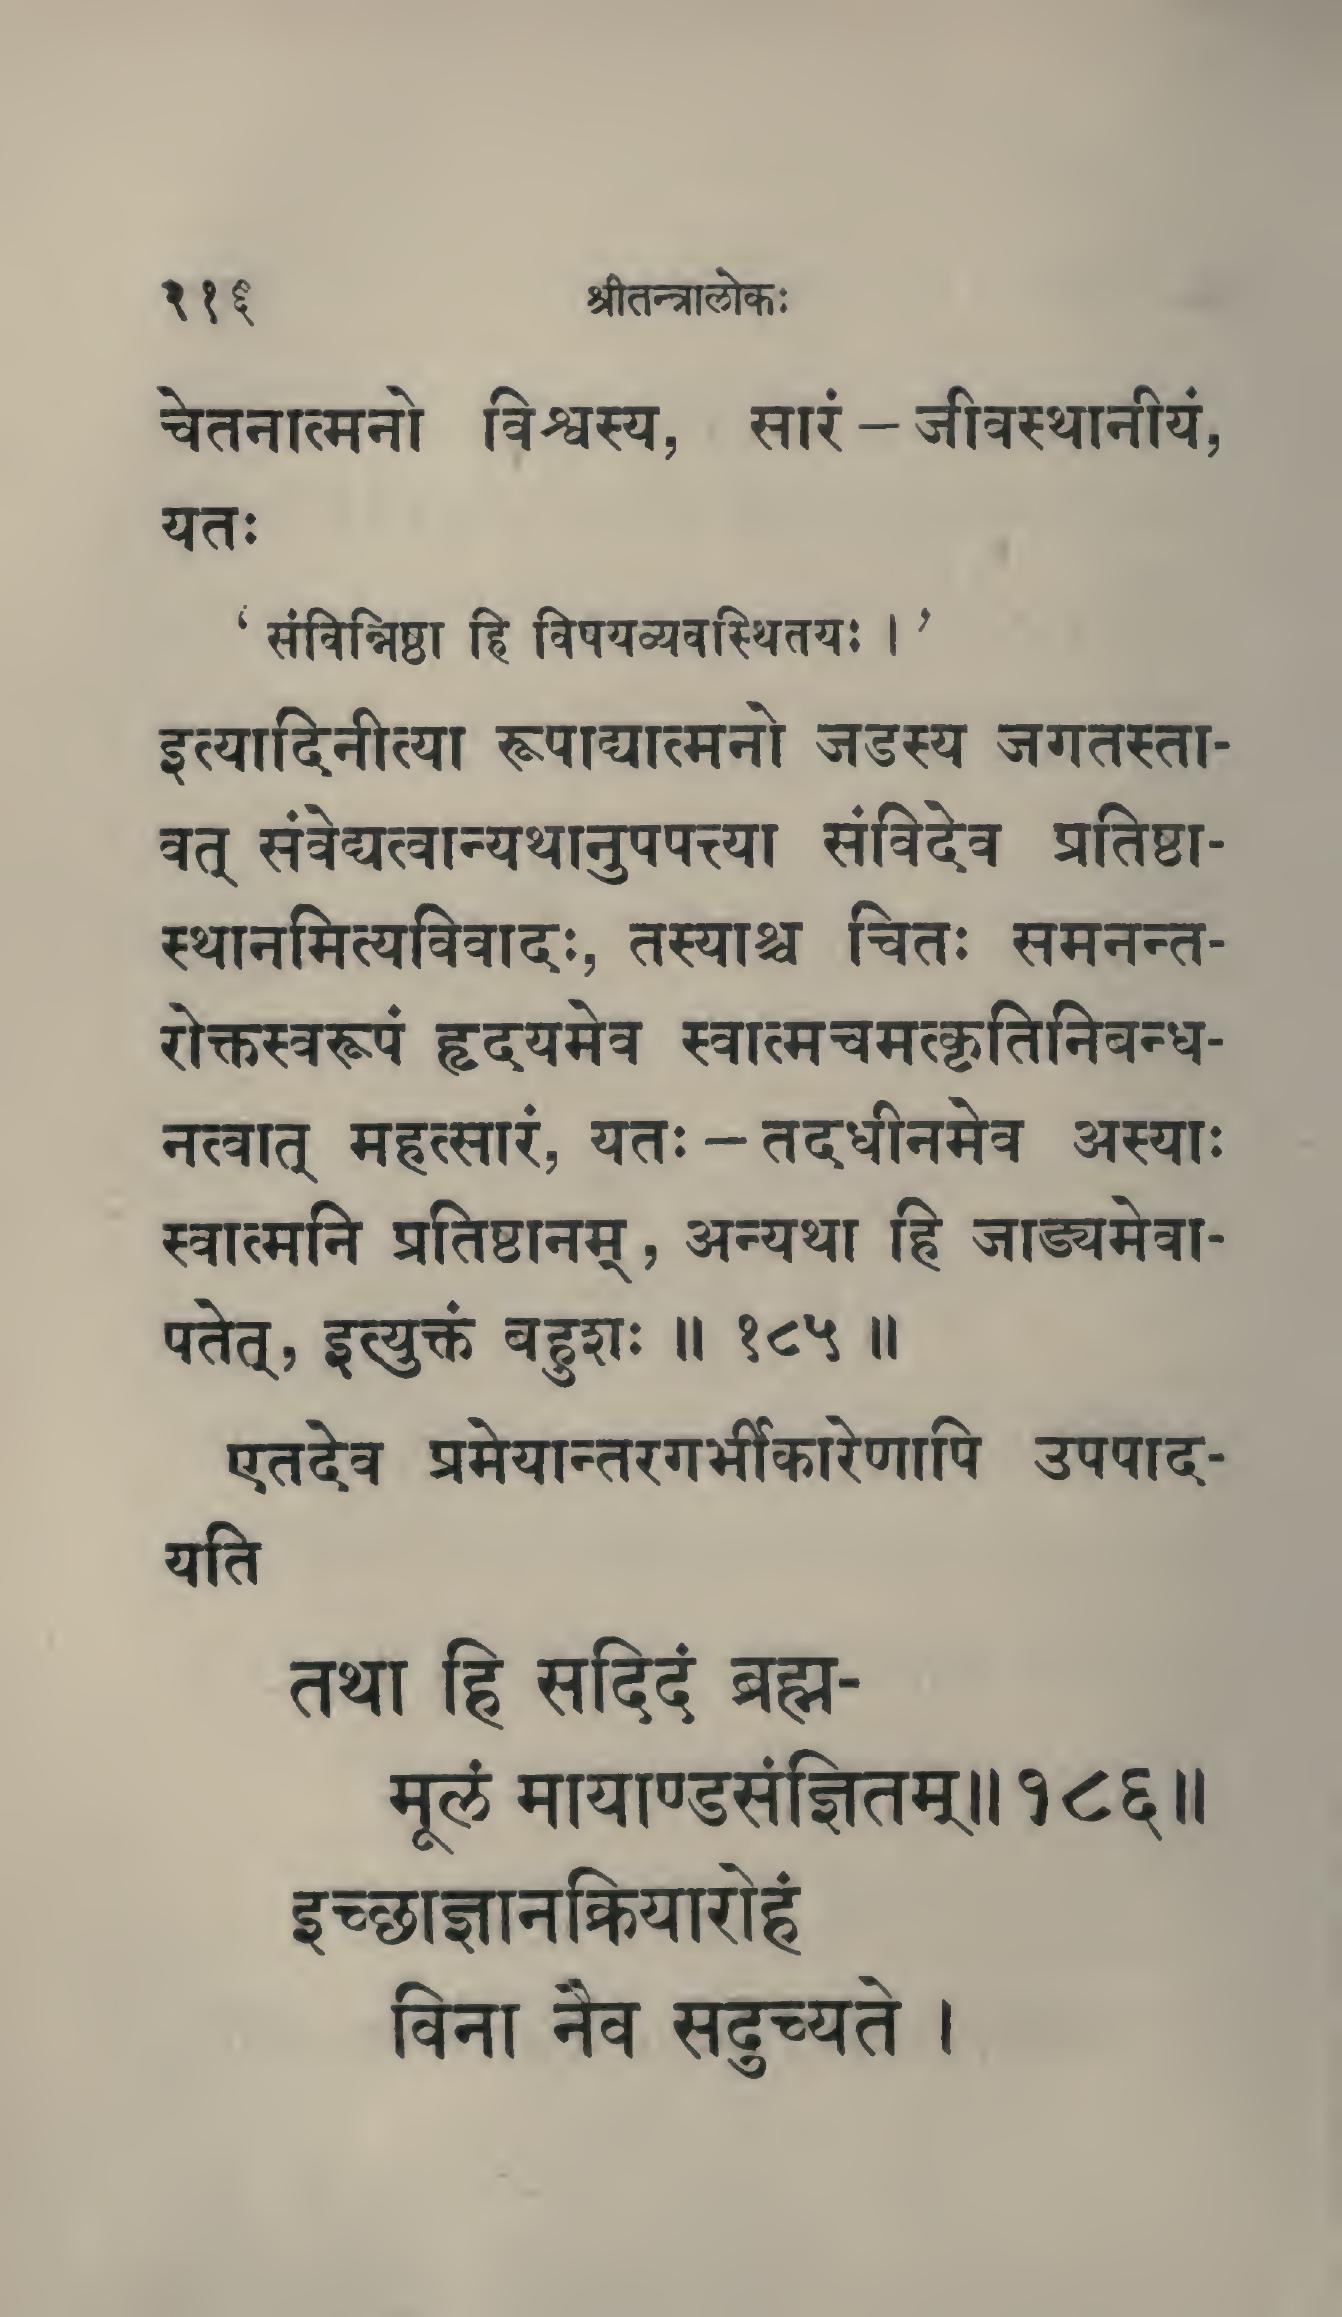 २१६ श्रीतन्त्रालोकः
चेतनात्मनो विश्वस्य, सारं – जीवस्थानीयं,
यतः
‘ संविन्निष्ठा हि विषयव्यवस्थितयः । ’
इत्यादिनीत्या रूपाद्यात्मनो जडस्य जगतस्ता-
वत् संवेद्यत्वान्यथानुपपत्त्या संविदेव प्रतिष्ठा-
स्थानमित्यविवादः, तस्याश्च चितः समनन्त-
रोक्तस्वरूपं हृदयमेव स्वात्मचमत्कृतिनिबन्ध-
नत्वात् महत्सारं, यतः – तदधीनमेव अस्याः
स्वात्मनि प्रतिष्ठानम्, अन्यथा हि जाड्यमेवा-
पतेत्, इत्युक्तं बहुशः ॥ १८५ ॥
एतदेव प्रमेयान्तरगर्भीकारेणापि उपपाद-
यति
तथा हि सदिदं ब्रह्म-
मूलं मायाण्डसंज्ञितम्॥ १८६॥
इच्छाज्ञानक्रियारोहं
विना नैव सदुच्यते ।